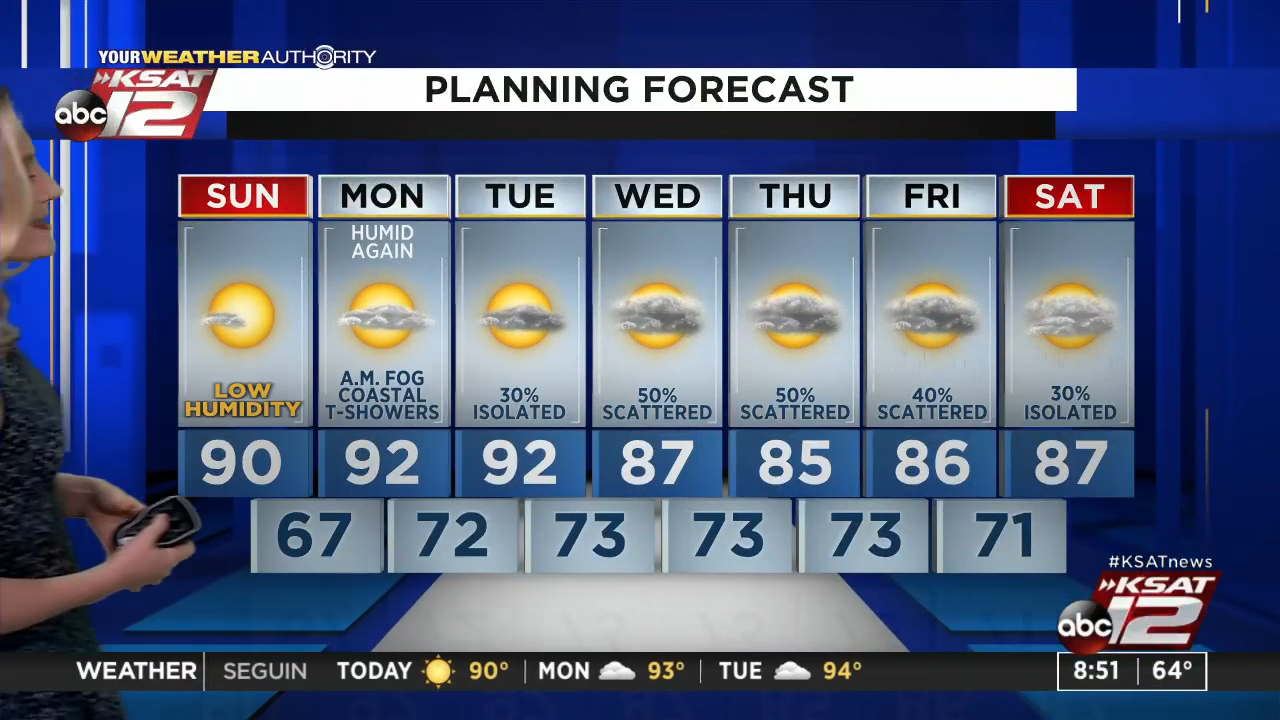 YOURWEATHERAUTHORITY
KSAT
abc 12
PLANNING FORECAST
SUN MON TUE WED THU FRI SAT
HUMID
AGAIN
LOW
HUMIDITY
A.M. FOG
COASTAL
T-SHOWERS
30%
ISOLATED
50%
SCATTERED
50%
SCATTERED
40%
SCATTERED
30%
ISOLATED
90 92 92 87 85 86 87
67 72 73 73 73 71
#KSATnews
KSAT
abc 12
WEATHER SEGUIN TODAY 90° MON 93° TUE 94° 8:51 64°